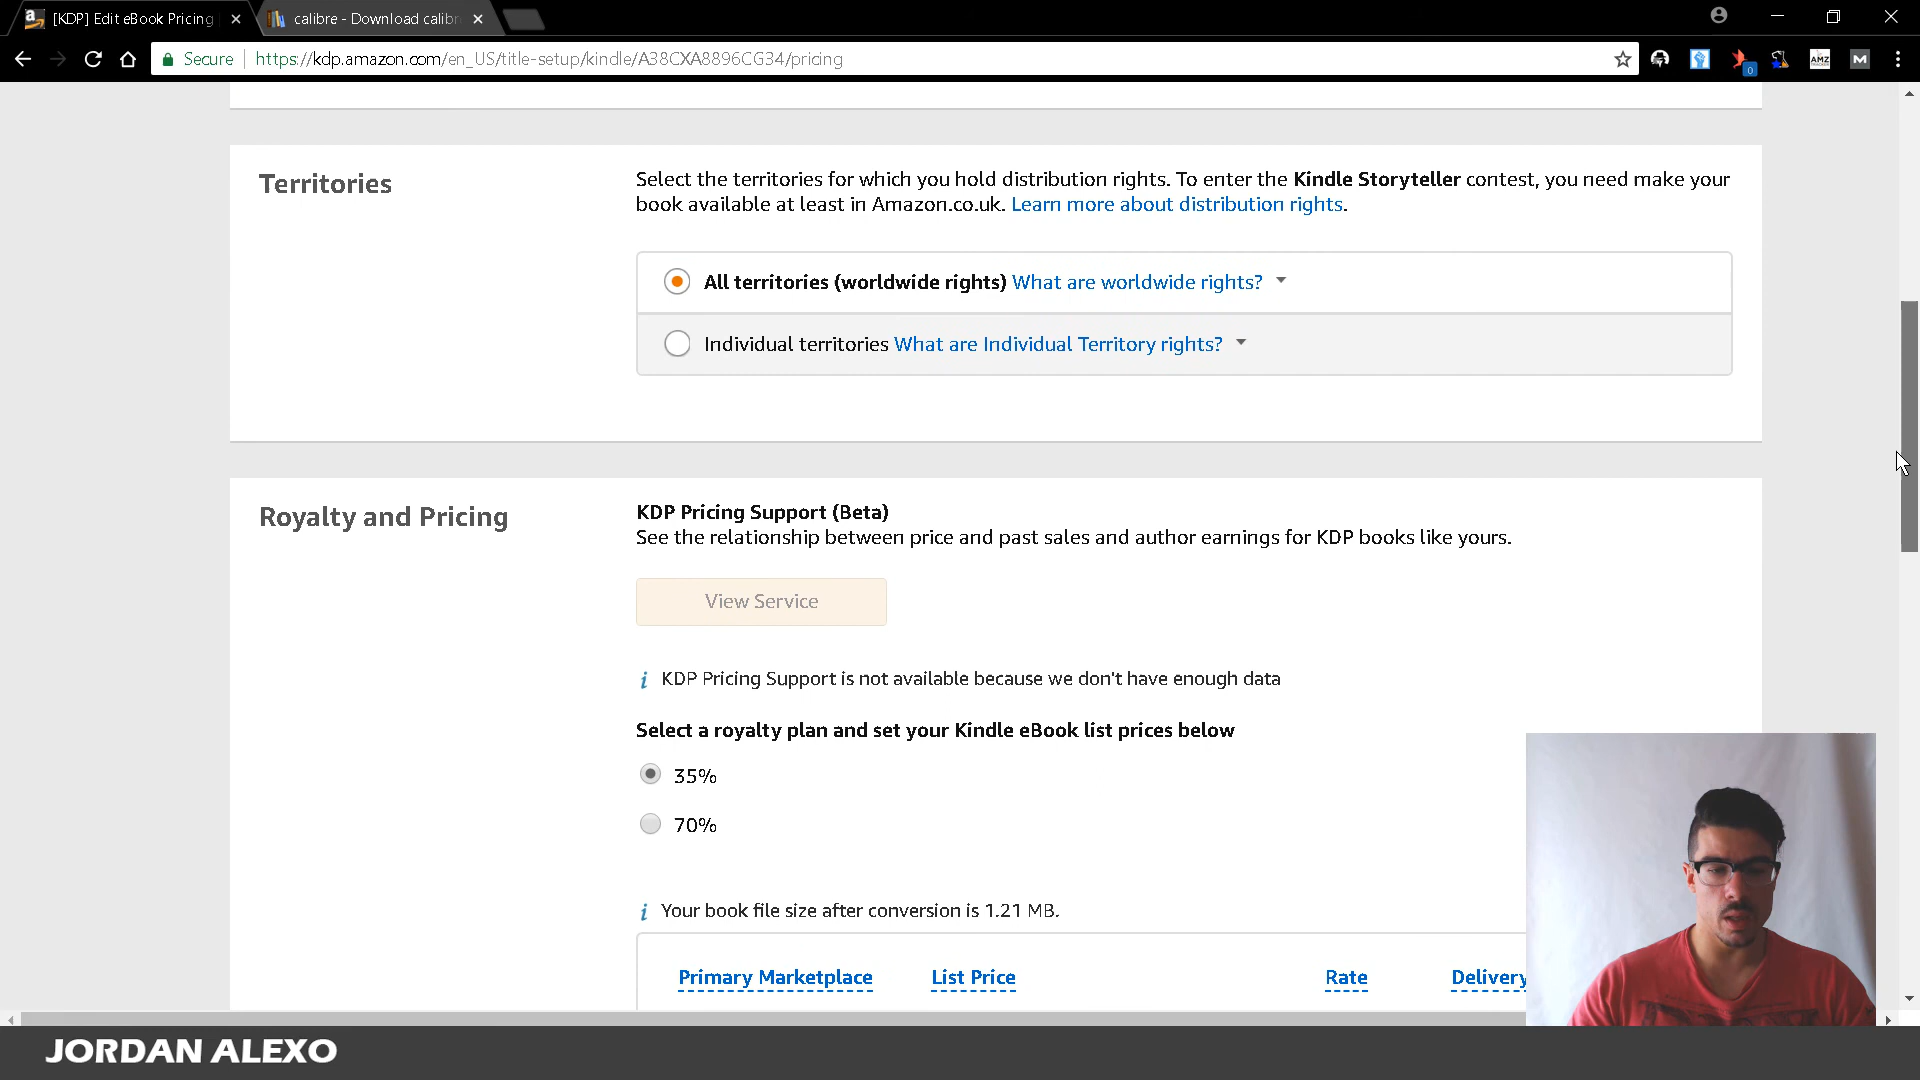 [KDP] Edit eBook Pricing
calibre - Download calibr
Secure
https://kdp.amazon.com/en_US/title-setup/kindle/A38CXA8896CG34/pricing
0
AMZ
M
Territories
Select the territories for which you hold distribution rights. To enter the Kindle Storyteller contest, you need make your
book available at least in Amazon.co.uk. Learn more about distribution rights.
All territories (worldwide rights) What are worldwide rights?
Individual territories What are Individual Territory rights?
Royalty and Pricing
KDP Pricing Support (Beta)
See the relationship between price and past sales and author earnings for KDP books like yours.
View Service
i KDP Pricing Support is not available because we don't have enough data
Select a royalty plan and set your Kindle eBook list prices below
35%
70%
i Your book file size after conversion is 1.21 MB.
Primary Marketplace List Price Rate Delivery
JORDAN ALEXO